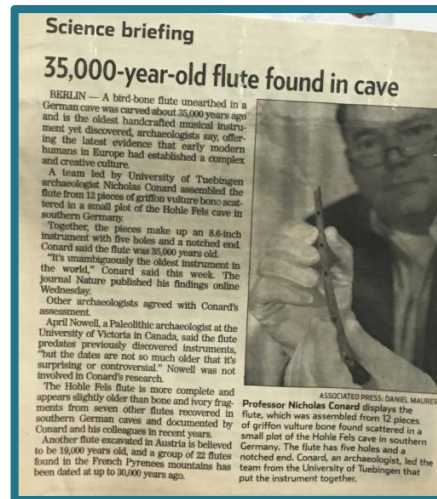 Science briefing
35,000-year-old flute found in cave
BERLIN — A bird-bone flute unearthed in a
German cave was carved about 35,000 years ago
and is the oldest handcrafted musical instru-
ment yet discovered, archaeologists say, offer-
ing the latest evidence that early modern
humans in Europe had established a complex
and creative culture.
A team led by University of Tuebingen
archaeologist Nicholas Conard assembled the
flute from 12 pieces of griffon vulture bone scat-
tered in a small plot of the Hohle Fels cave in
southern Germany.
Together, the pieces make up an 8.6-inch
instrument with five holes and a notched end.
Conard said the flute was 35,000 years old.
"It's unambiguously the oldest instrument in
the world," Conard said this week. The
journal Nature published his findings online
Wednesday.
Other archaeologists agreed with Conard's
assessment.
April Nowell, a Paleolithic archaeologist at the
University of Victoria in Canada, said the flute
predates previously discovered instruments,
"but the dates are not so much older that it's
surprising or controversial." Nowell was not
involved in Conard's research.
The Hohle Fels flute is more complete and
appears slightly older than bone and ivory frag-
ments from seven other flutes recovered in
southern German caves and documented by
Conard and his colleagues in recent years.
Another flute excavated in Austria is believed
to be 19,000 years old, and a group of 22 flutes
found in the French Pyrenees mountains has
been dated at up to 30,000 years ago.
ASSOCIATED PRESS: DANIEL MAURER
Professor Nicholas Conard displays the
flute, which was assembled from 12 pieces
of griffon vulture bone found scattered in a
small plot of the Hohle Fels cave in southern
Germany. The flute has five holes and a
notched end. Conard, an archaeologist, led the
team from the University of Tuebingen that
put the instrument together.